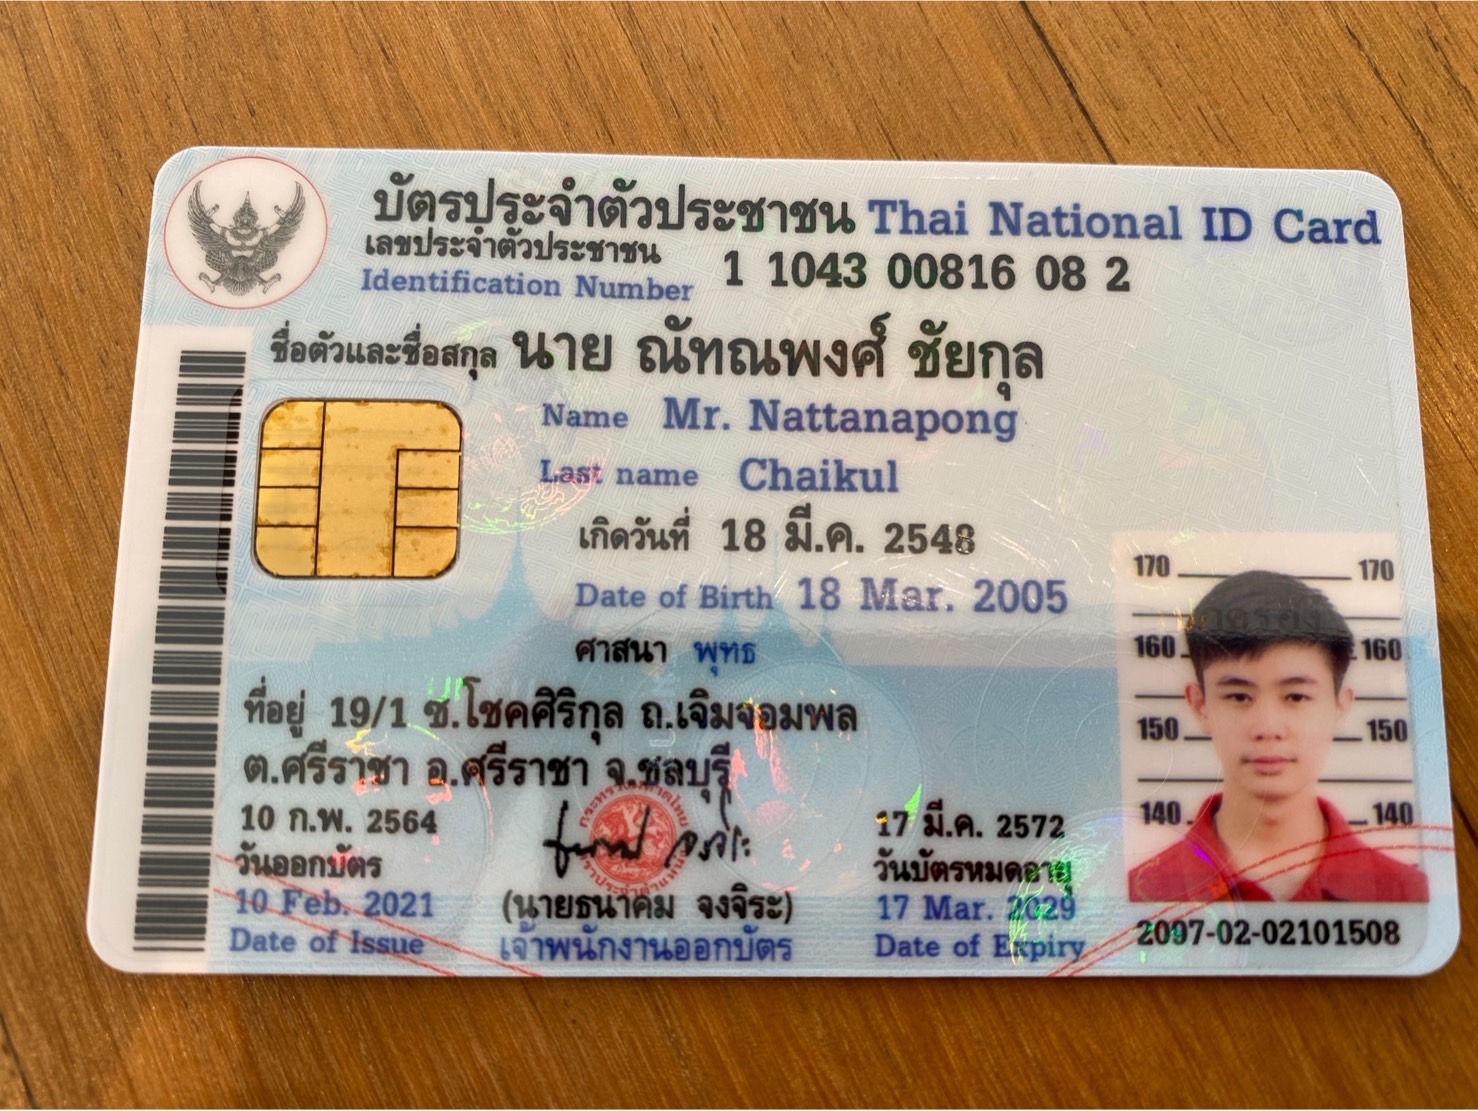 บัตรประจำตัวประชาชน Thai National ID Card
เลขประจำตัวประชาชน
Identification Number
1 1043 00816 08 2
ชื่อตัวและชื่อสกุล นาย ณัทณพงศ์ ชัยกุล
Name Mr. Nattanapong
Last name Chaikul
เกิดวันที่ 18 มี.ค. 2548
Date of Birth 18 Mar. 2005
ศาสนา พุทธ
ที่อยู่ 19/1 ซ.โชคศิริกุล ถ.เจิมจอมพล
ต.ศรีราชา อ.ศรีราชา จ.ชลบุรี
10 ก.พ. 2564
วันออกบัตร
10 Feb. 2021
Date of Issue
(นายธนาคม จงจิระ)
เจ้าพนักงานออกบัตร
17 มี.ค. 2572
วันบัตรหมดอายุ
17 Mar. 2029
Date of Expiry
170 170
160 160
150 150
140 140
2097-02-02101508